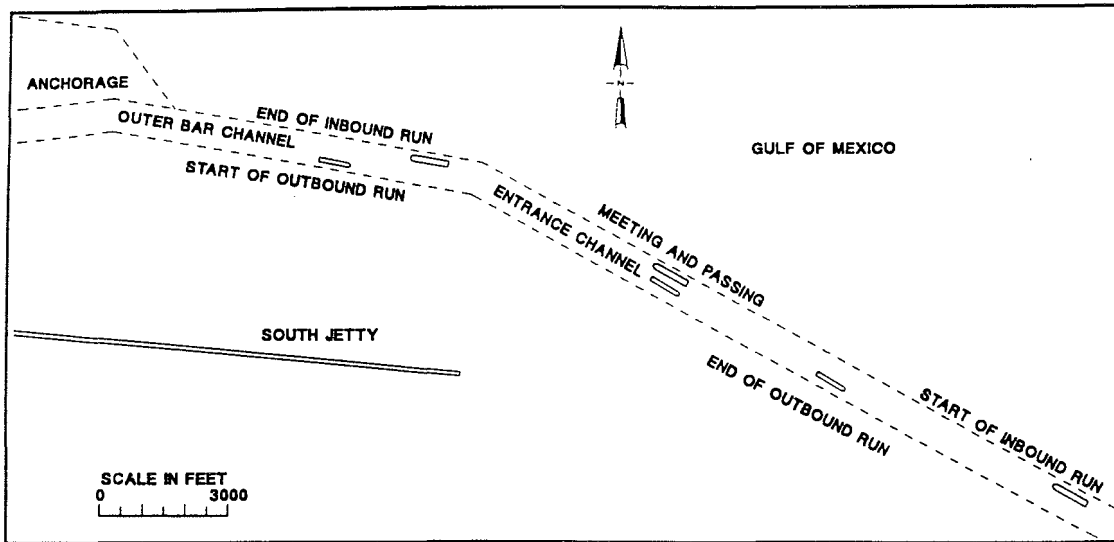 ANCHORAGE
END OF INBOUND RUN
OUTER BAR CHANNEL
START OF OUTBOUND RUN
N
GULF OF MEXICO
ENTRANCE CHANNEL
MEETING AND PASSING
SOUTH JETTY
END OF OUTBOUND RUN
START OF INBOUND RUN
SCALE IN FEET
0 3000